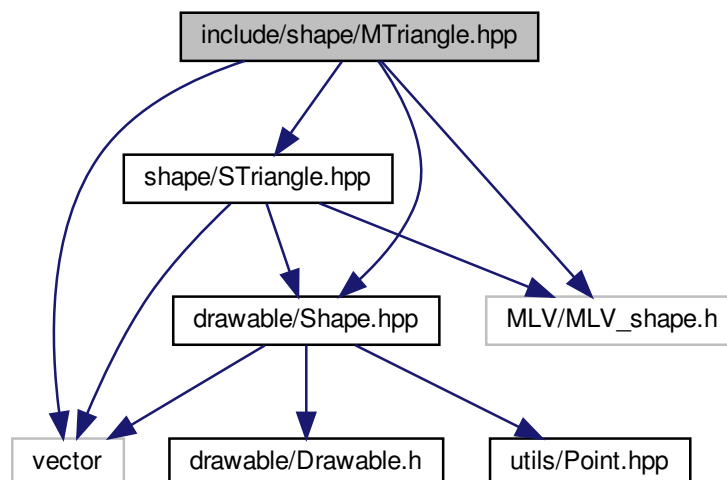 include/shape/MTriangle.hpp
shape/STriangle.hpp
drawable/Shape.hpp
MLV/MLV_shape.h
vector
drawable/Drawable.h
utils/Point.hpp